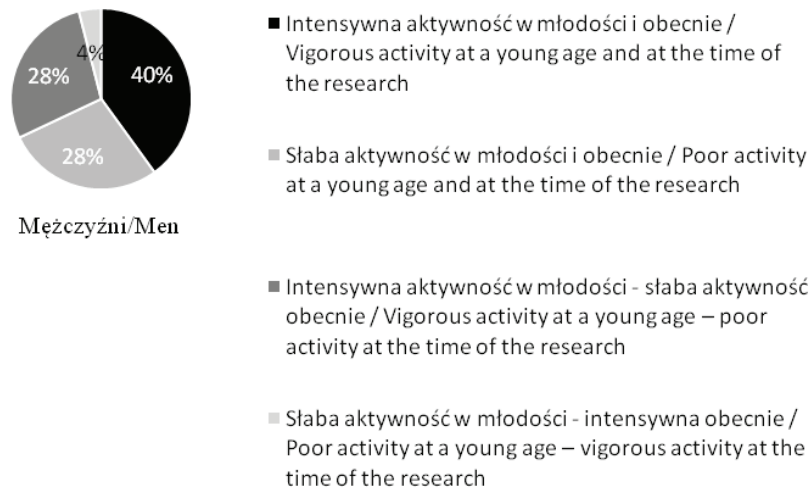 4%
28%
40%
28%
Mężczyźni/Men
Intensywna aktywność w młodości i obecnie /
Vigorous activity at a young age and at the time of
the research
Słaba aktywność w młodości i obecnie / Poor activity
at a young age and at the time of the research
Intensywna aktywność w młodości - słaba aktywność
obecnie / Vigorous activity at a young age – poor
activity at the time of the research
Słaba aktywność w młodości - intensywna obecnie /
Poor activity at a young age – vigorous activity at the
time of the research